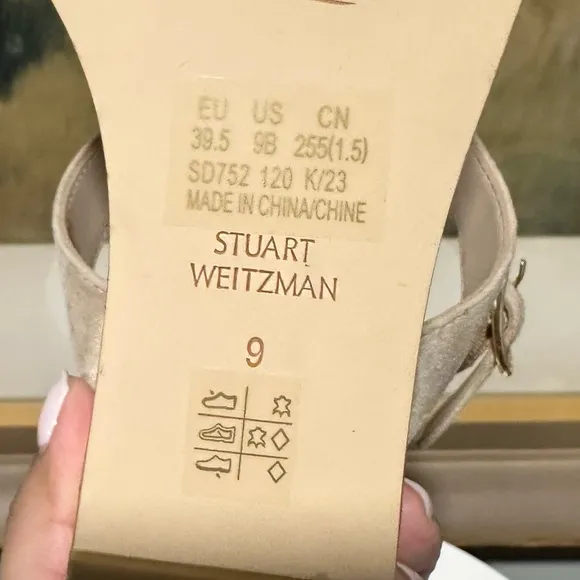 EU US CN
39.5 9B 255(1.5)
SD752 120 K/23
MADE IN CHINA/CHINE
STUART
WEITZMAN
9